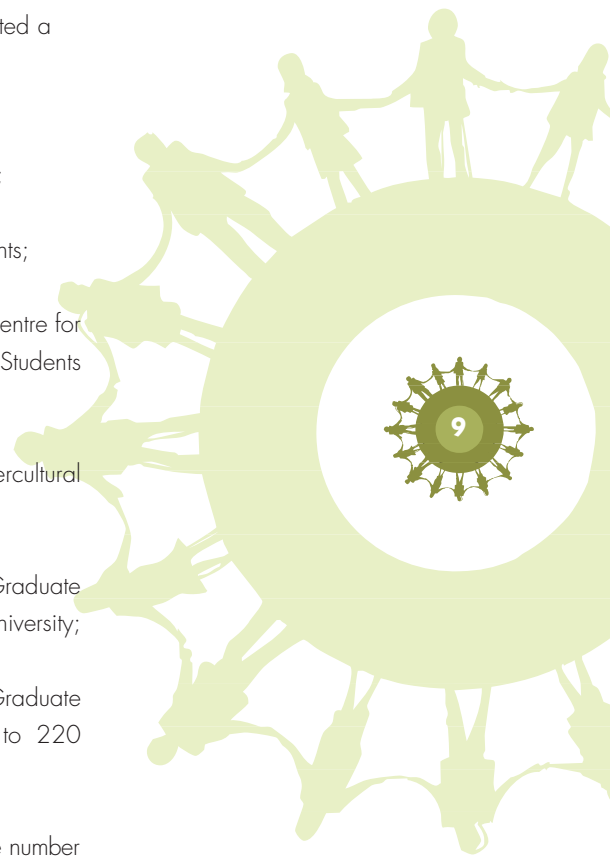 ted a
;
nts;
entre for
Students
ercultural
Graduate
niversity;
Graduate
to 220
number
9